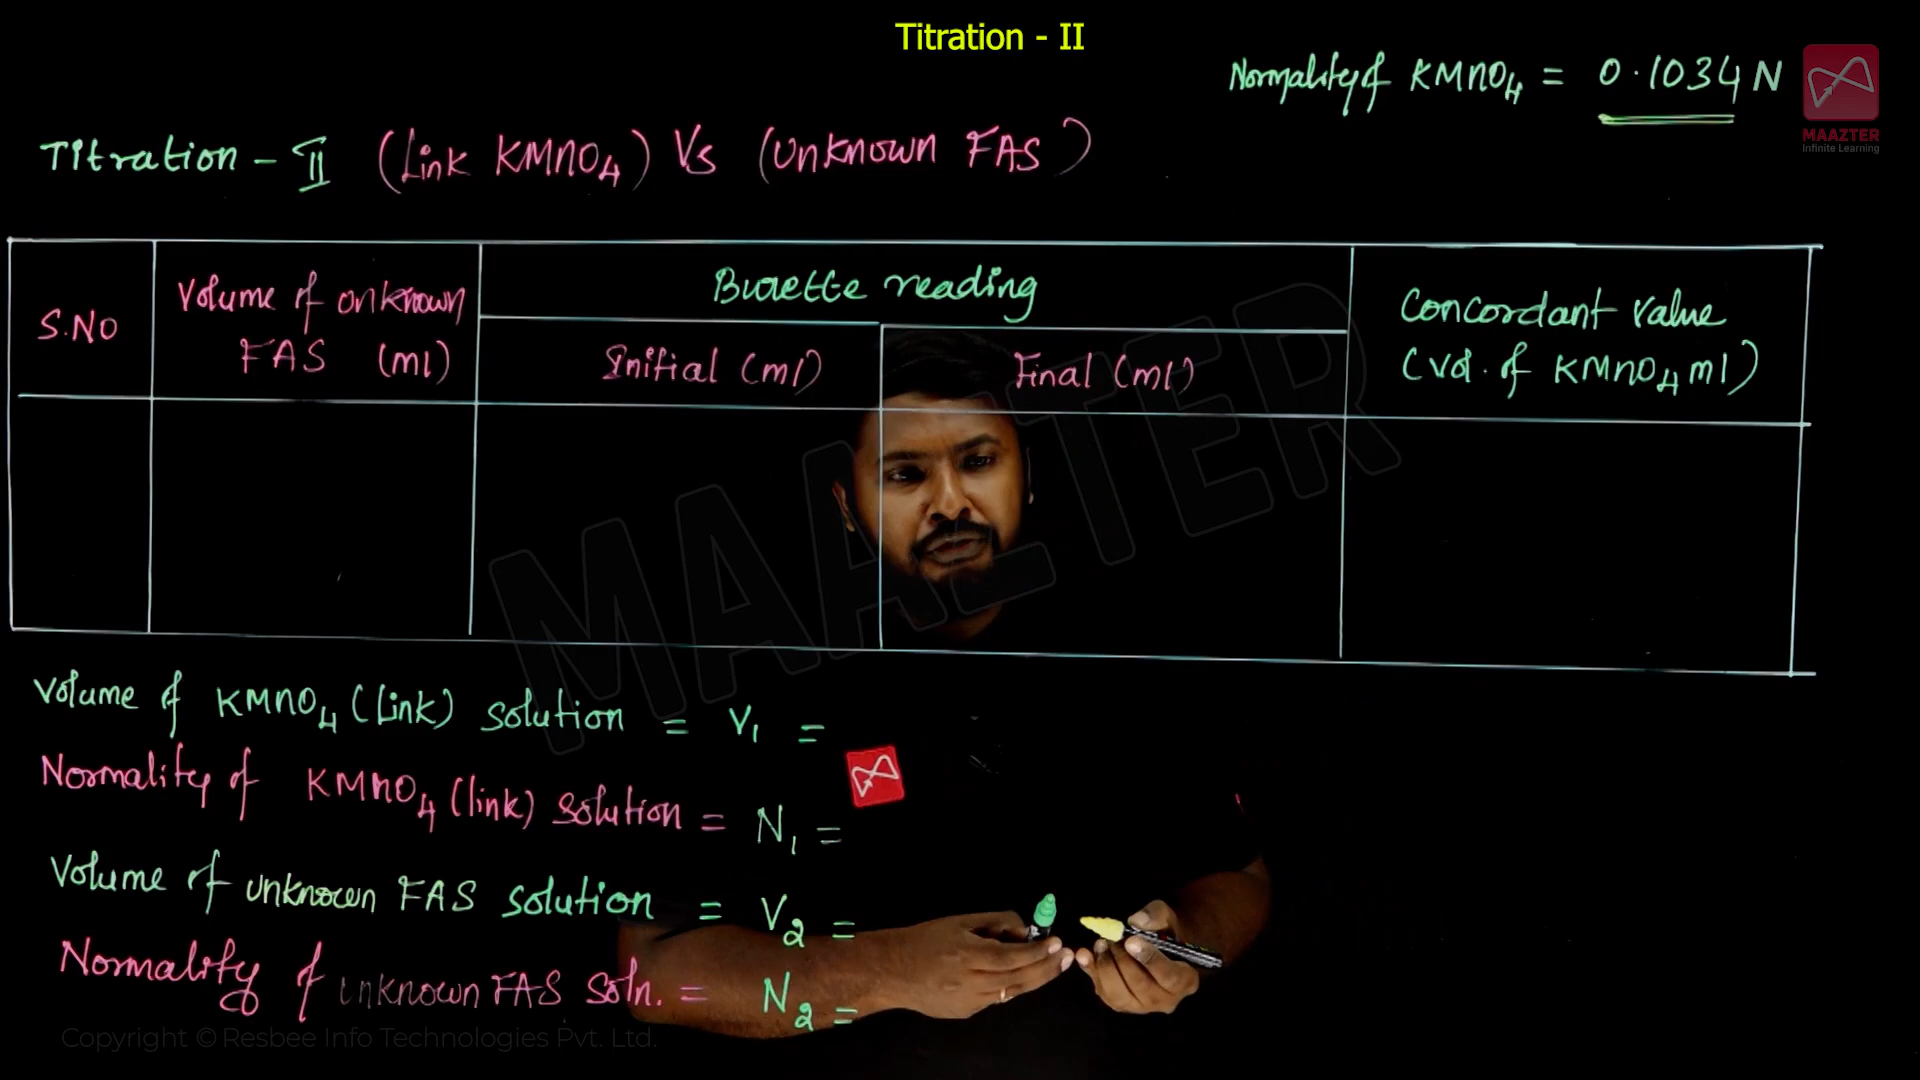 Titration - II
Normality of KMnO4 = 0.1034 N
MAAZTER
Infinite Learning
Titration - II (Link KMnO4) Vs (Unknown FAS)
S.NO
Volume of unknown
FAS (ml)
Burette reading
Initial (ml)
Final (ml)
Concordant Value
(Vol. of KMnO4 ml)
MAAZTER
Volume of KMnO4 (Link) Solution = V1 =
Normality of KMnO4 (link) Solution = N1 =
Volume of unknown FAS Solution = V2 =
Normality of unknown FAS Soln. = N2 =
Copyright © Resbee Info Technologies Pvt. Ltd.